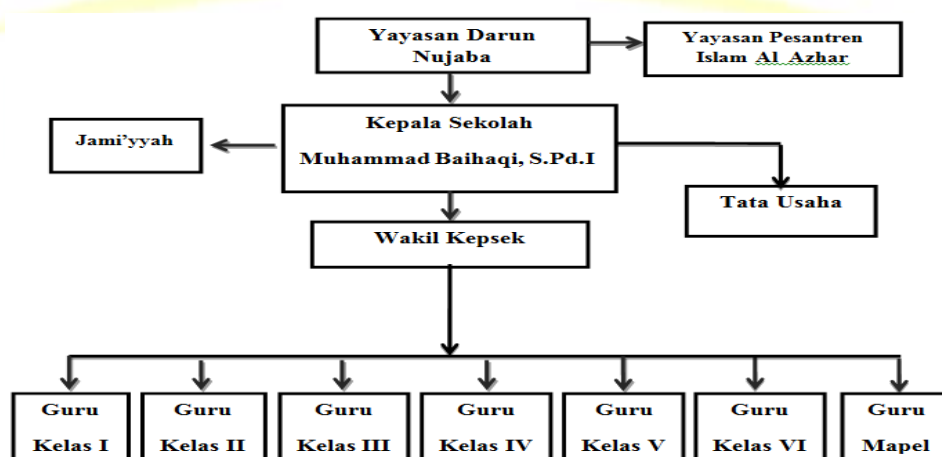 Yayasan Darun
Nujaba
Yayasan Pesantren
Islam Al Azhar
Kepala Sekolah
Muhammad Baihaqi, S.Pd.I
Jami'yyah
Tata Usaha
Wakil Kepsek
Guru
Kelas I
Guru
Kelas II
Guru
Kelas III
Guru
Kelas IV
Guru
Kelas V
Guru
Kelas VI
Guru
Mapel